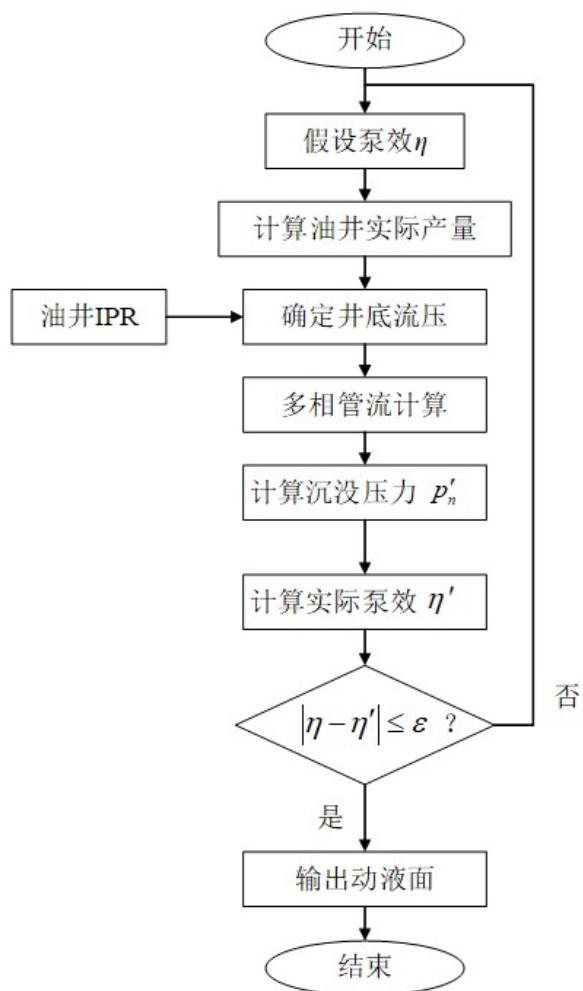 开始
假设泵效η
计算油井实际产量
油井IPR
确定井底流压
多相管流计算
计算沉没压力 p′ₙ
计算实际泵效 η′
|η−η′|≤ε ？
否
是
输出动液面
结束